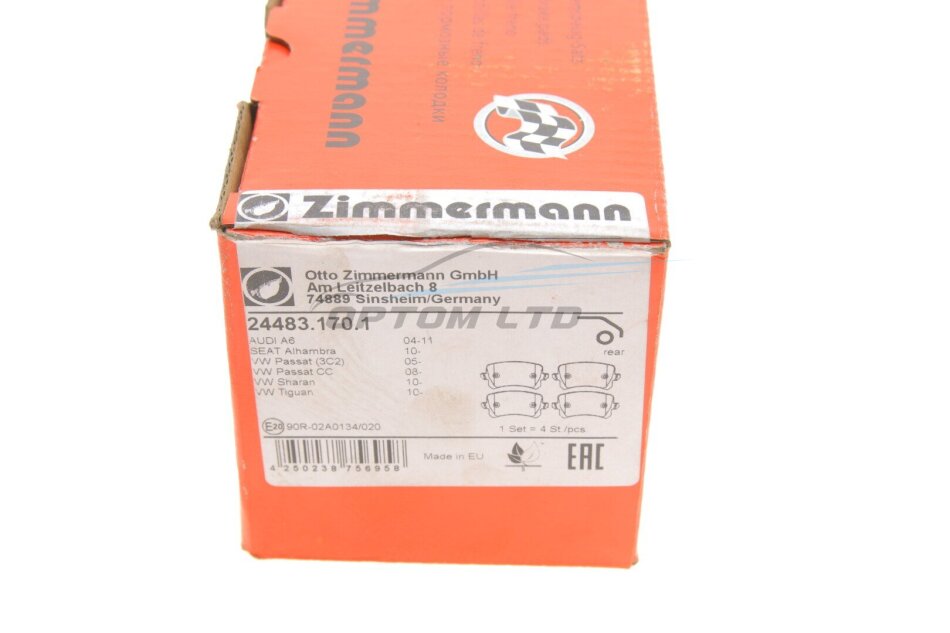 Zimmermann
тормозные колодки
Zimmermann
Otto Zimmermann GmbH
Am Leitzelbach 8
74889 Sinsheim/Germany
OPTOM LTD
24483.170.1
AUDI A6 04-11
SEAT Alhambra 10-
VW Passat (3C2) 05-
VW Passat CC 08-
VW Sharan 10-
VW Tiguan 10-
rear
1 Set = 4 St./pcs.
E20 90R-02A0134/020
4 250238 756958
Made in EU
EAC